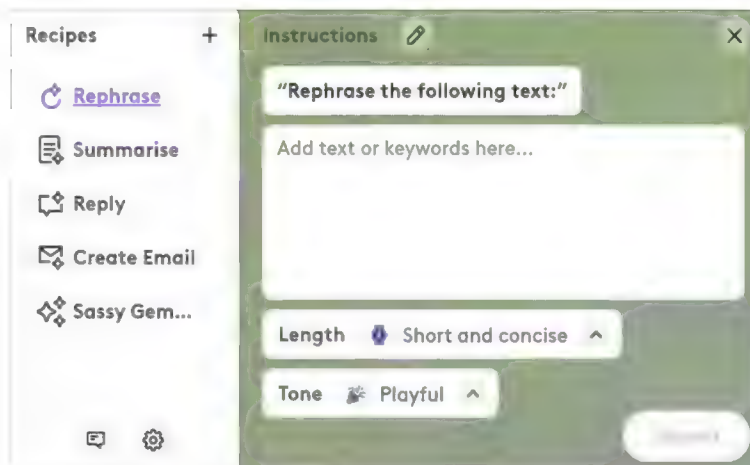 Recipes +
Rephrase
Summarise
Reply
Create Email
Sassy Gem...
Instructions
"Rephrase the following text:"
Add text or keywords here...
Length Short and concise
Tone Playful